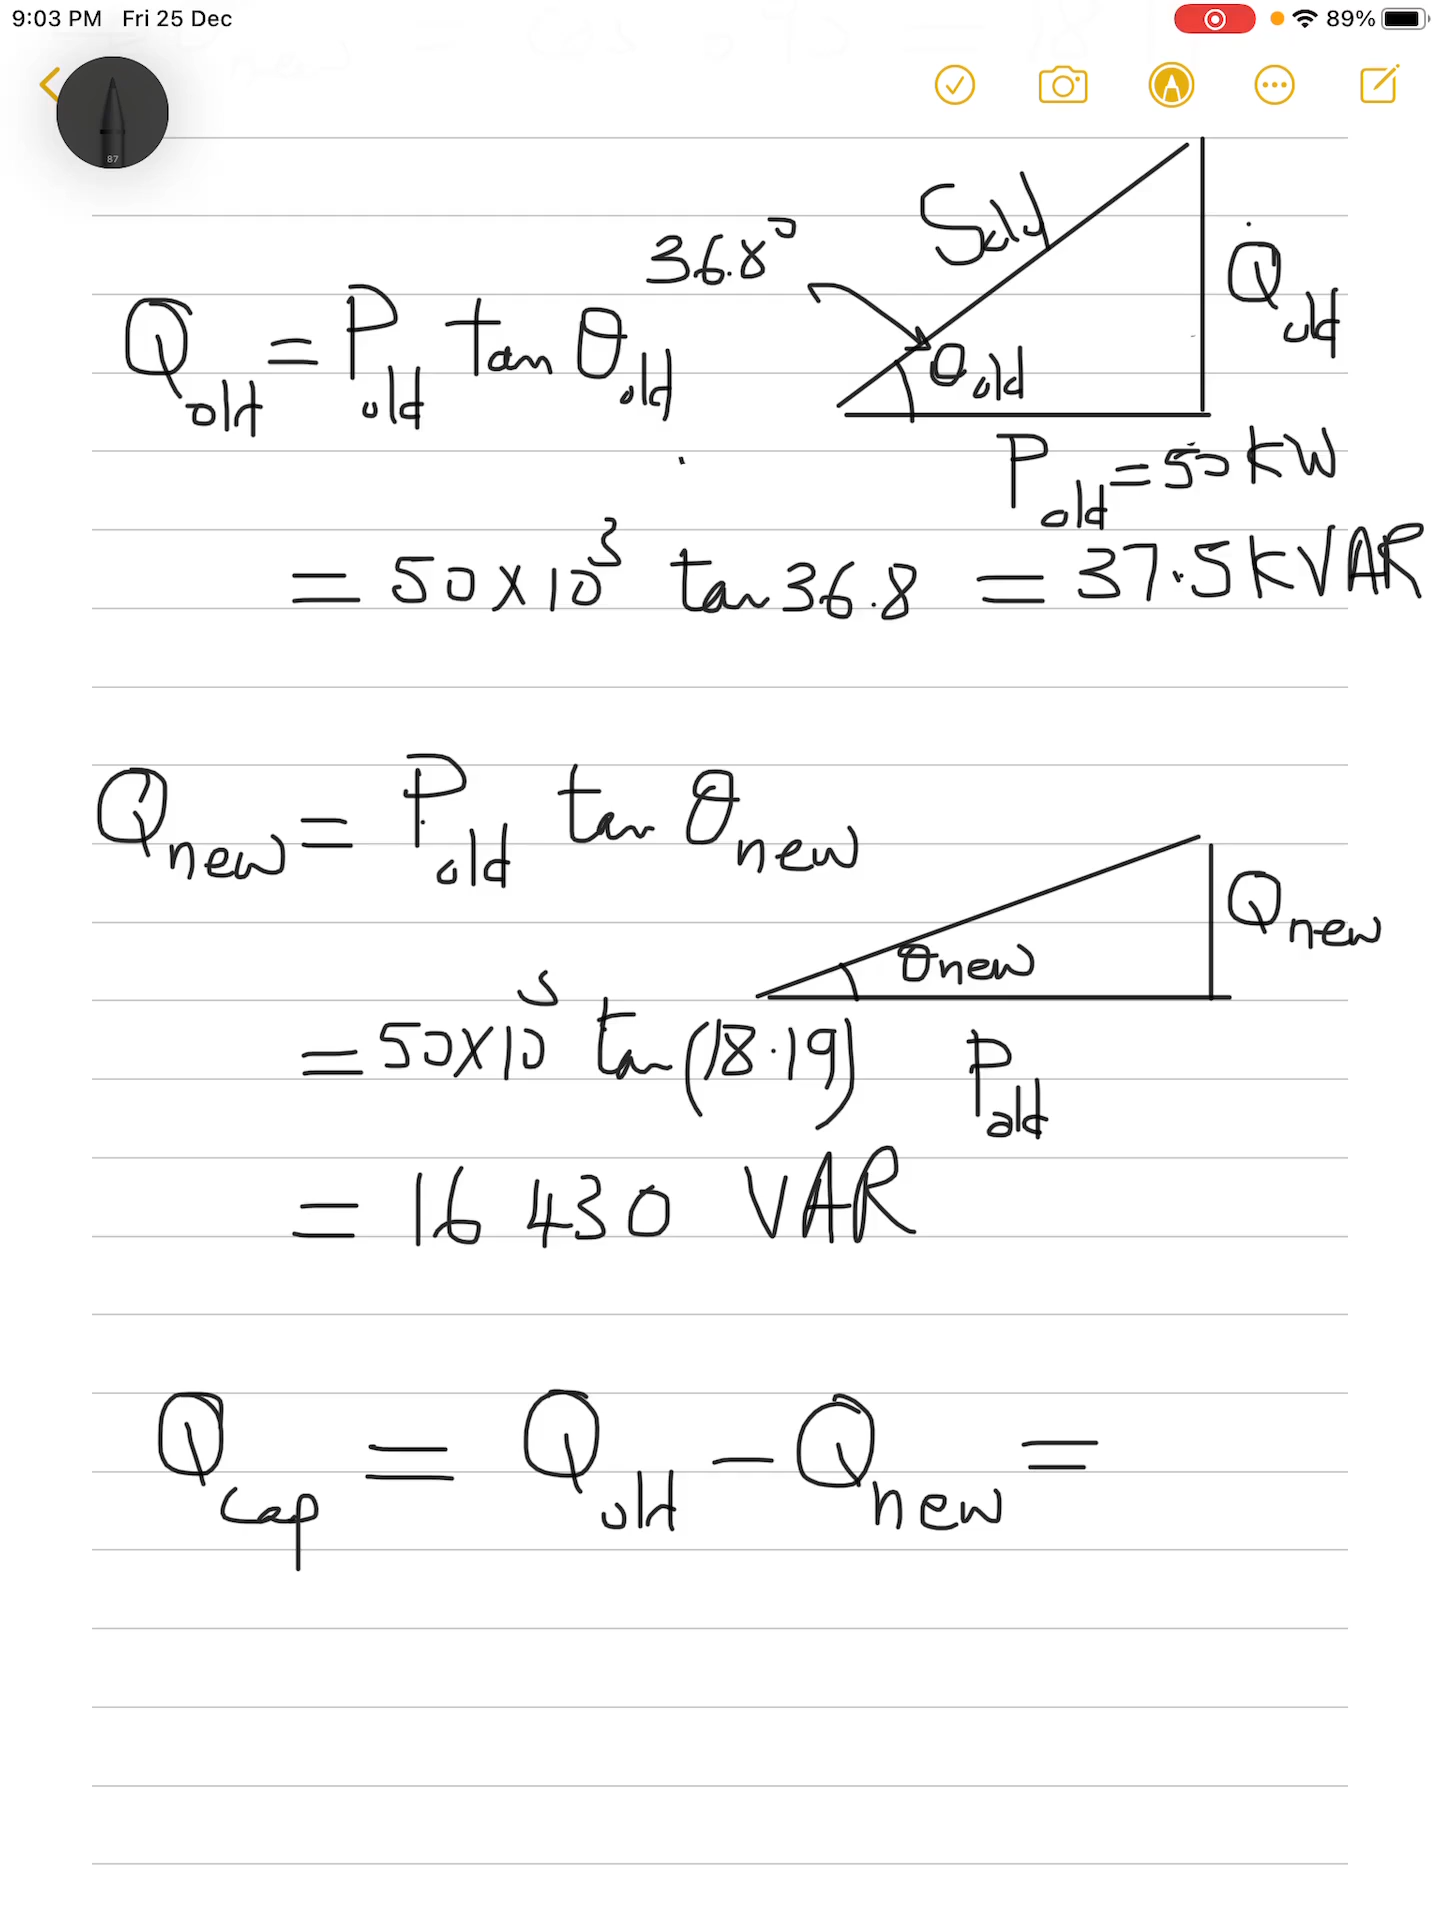 9:03 PM Fri 25 Dec 89%
87
S old
36.8°
Q old
Q old = P old tan θ old
θ old
P old = 50 kW
= 50 × 10³ tan 36.8 = 37.5 kVAR
Q new = P old tan θ new
Q new
θ new
= 50×10³ tan (18.19)
P old
= 16 430 VAR
Q cap = Q old − Q new =